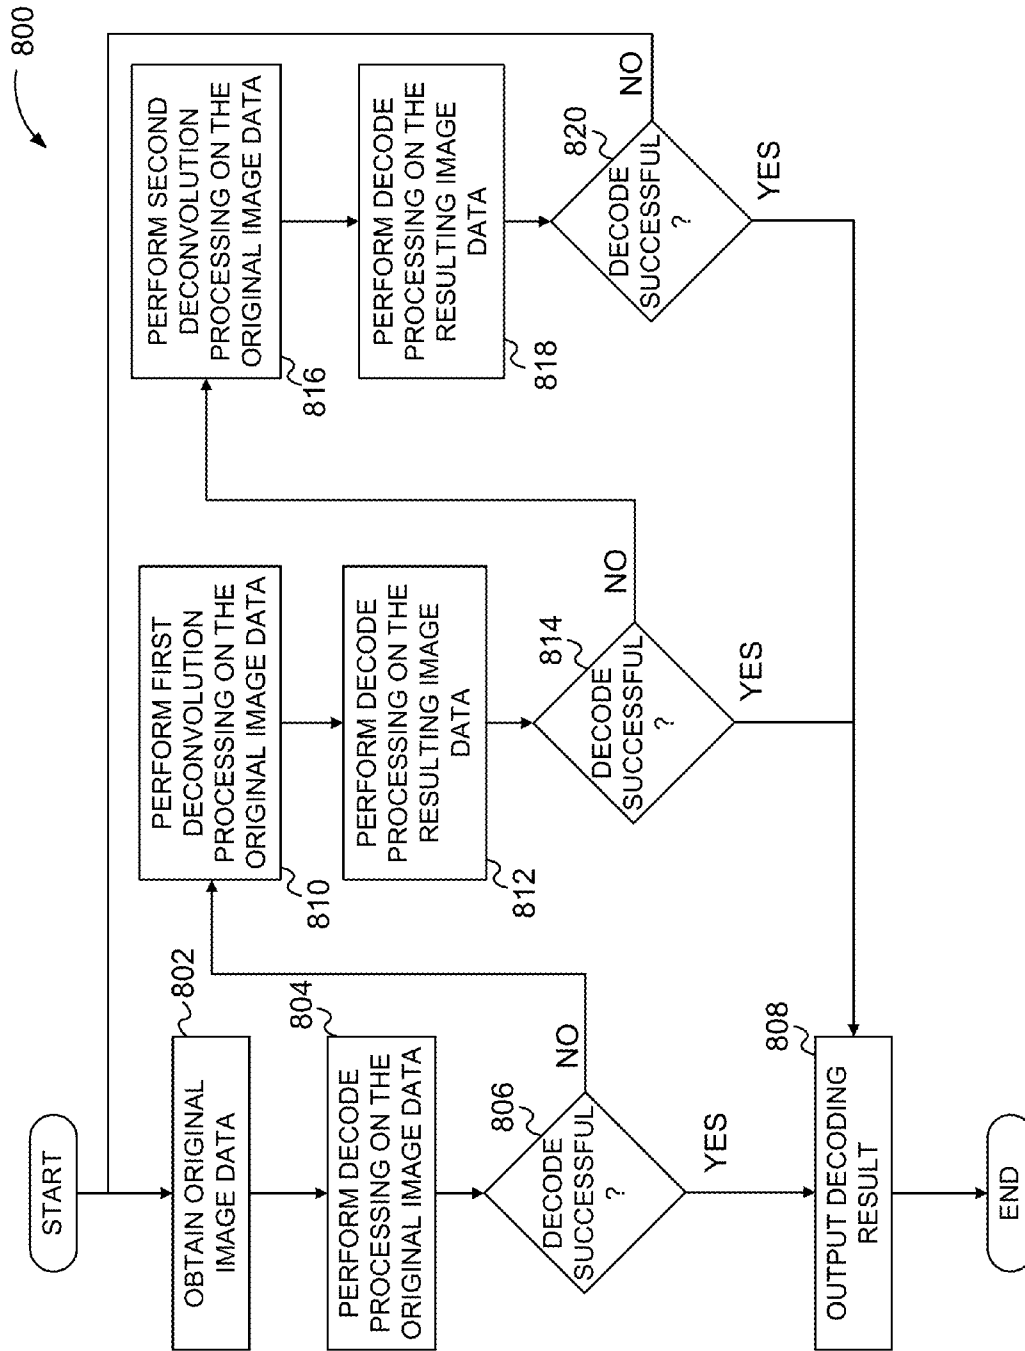 800
START
OBTAIN ORIGINAL
IMAGE DATA
802
PERFORM DECODE
PROCESSING ON THE
ORIGINAL IMAGE DATA
804
DECODE
SUCCESSFUL
?
806
NO
YES
OUTPUT DECODING
RESULT
808
END
PERFORM FIRST
DECONVOLUTION
PROCESSING ON THE
ORIGINAL IMAGE DATA
810
PERFORM DECODE
PROCESSING ON THE
RESULTING IMAGE
DATA
812
DECODE
SUCCESSFUL
?
814
NO
YES
PERFORM SECOND
DECONVOLUTION
PROCESSING ON THE
ORIGINAL IMAGE DATA
816
PERFORM DECODE
PROCESSING ON THE
RESULTING IMAGE
DATA
818
DECODE
SUCCESSFUL
?
820
NO
YES